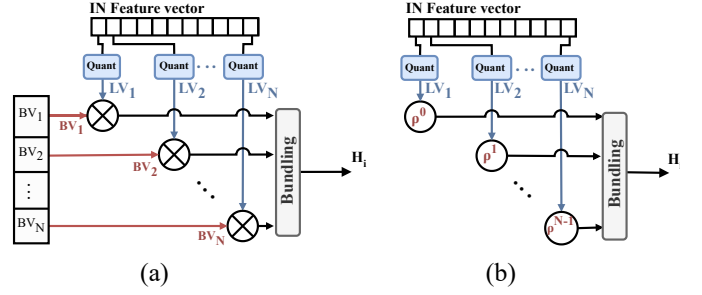 IN Feature vector
Quant Quant ... Quant
LV1 LV2 LVN
BV1 BV1
BV2 BV2
⋮
BVN BVN
Bundling
Hi
(a)
IN Feature vector
Quant Quant ... Quant
LV1 LV2 LVN
ρ0
ρ1
ρN-1
Bundling
H
(b)